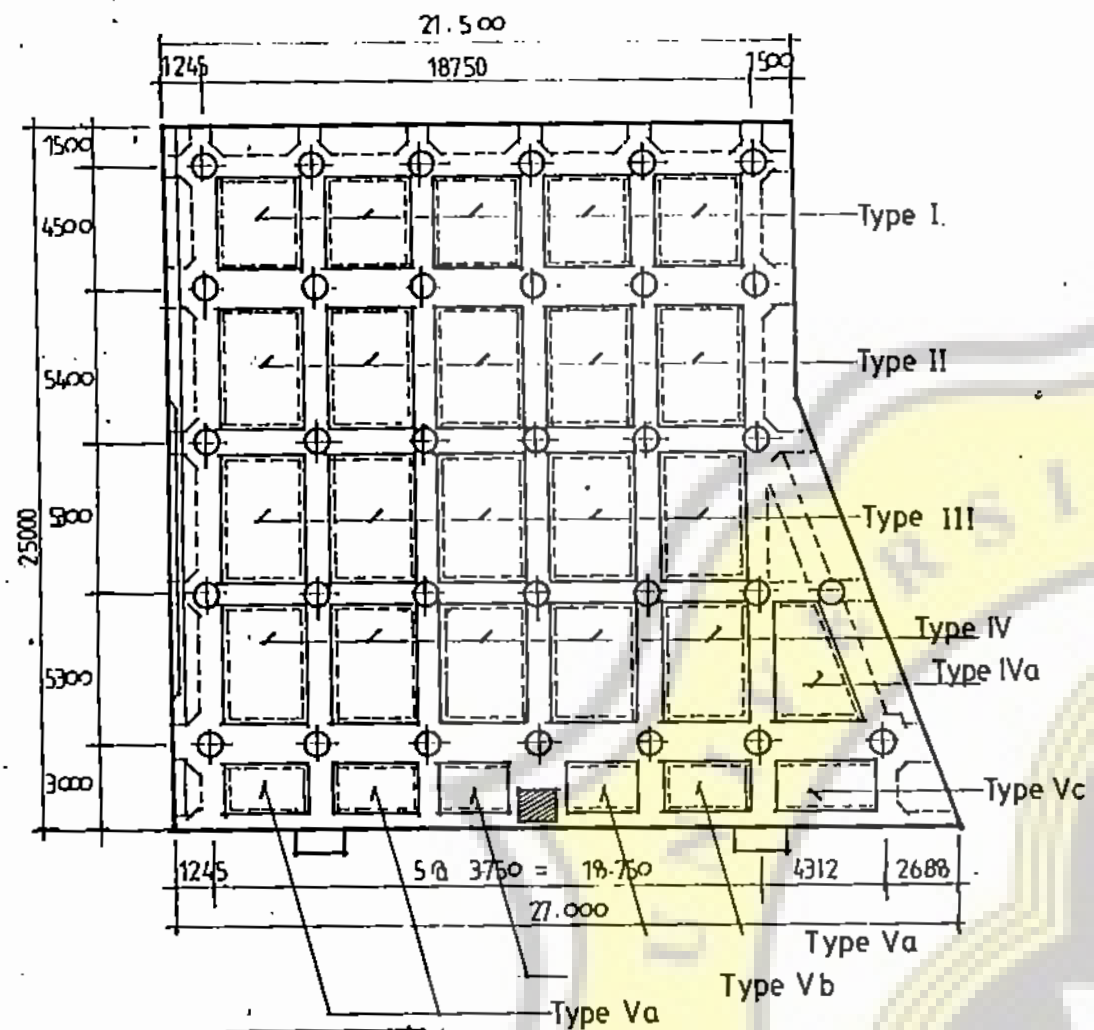 21.500
1245 18750 1500
1500
4500
Type I.
5400
Type II
25000
Type III
Type IV
5300
Type IVa
3000
Type Vc
1245 5 @ 3750 = 18.750 4312 2688
27.000
Type Va
Type Vb
Type Va